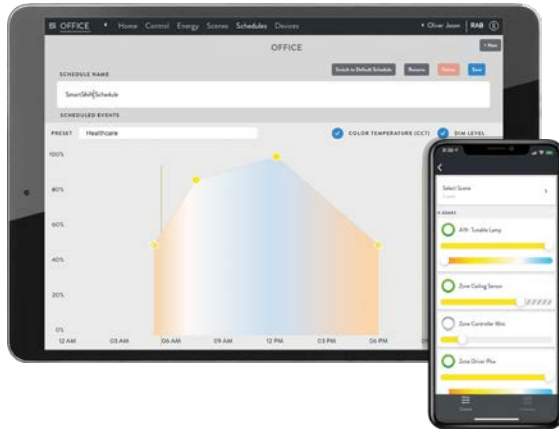 OFFICE Home Control Energy Scenes Schedules Devices Oliver Jason RAB
OFFICE
+ New
SCHEDULE NAME
Switch to Default Schedule Rename Delete Save
SmartShift Schedule
SCHEDULED EVENTS
PRESET Healthcare COLOR TEMPERATURE (CCT) DIM LEVEL
100%
80%
60%
40%
20%
0%
12 AM 03 AM 06 AM 09 AM 12 PM 03 PM 06 PM
Select Scene
A19- Tunable Lamp
Zone Ceiling Sensor
Zone Controller Mini
Zone Driver Plus
Control